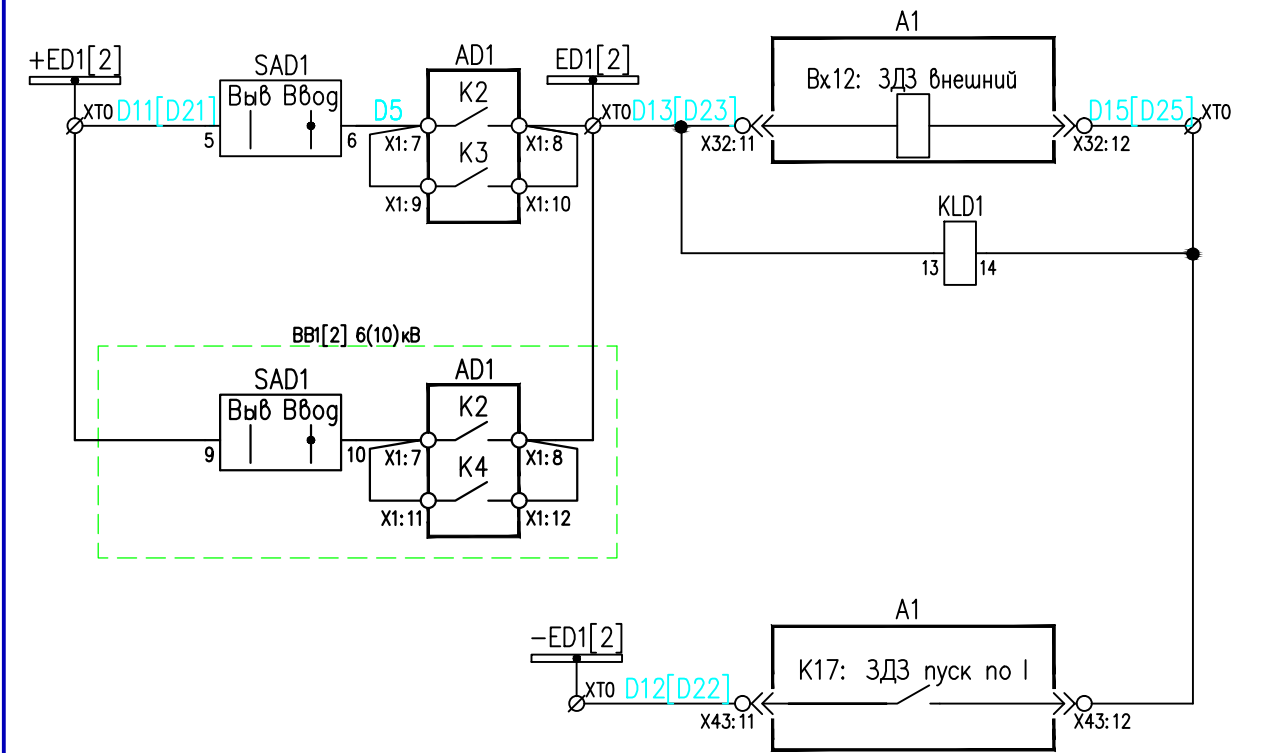 A1
+ED1[2]
SAD1
AD1
ED1[2]
Выв Ввод
K2
Вх12: ЗДЗ внешний
XT0 D11[D21]
D5
XT0 D13[D23]
D15[D25] XT0
5
6
X1:7
X1:8
X32:11
X32:12
K3
X1:9
X1:10
KLD1
13
14
ВВ1[2] 6(10)кВ
SAD1
AD1
Выв Ввод
K2
9
10
X1:7
X1:8
K4
X1:11
X1:12
A1
-ED1[2]
K17: ЗДЗ пуск по I
XT0 D12[D22]
X43:11
X43:12